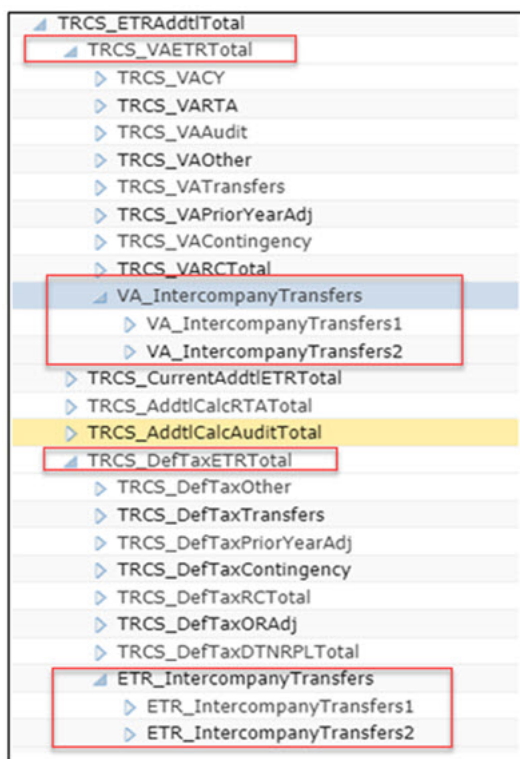 TRCS_ETRAddtlTotal
TRCS_VAETRTotal
TRCS_VACY
TRCS_VARTA
TRCS_VAAudit
TRCS_VAOther
TRCS_VATransfers
TRCS_VAPriorYearAdj
TRCS_VAContingency
TRCS_VARCTotal
VA_IntercompanyTransfers
VA_IntercompanyTransfers1
VA_IntercompanyTransfers2
TRCS_CurrentAddtlETRTotal
TRCS_AddtlCalcRTATotal
TRCS_AddtlCalcAuditTotal
TRCS_DefTaxETRTotal
TRCS_DefTaxOther
TRCS_DefTaxTransfers
TRCS_DefTaxPriorYearAdj
TRCS_DefTaxContingency
TRCS_DefTaxRCTotal
TRCS_DefTaxORAdj
TRCS_DefTaxDTNRPLTotal
ETR_IntercompanyTransfers
ETR_IntercompanyTransfers1
ETR_IntercompanyTransfers2